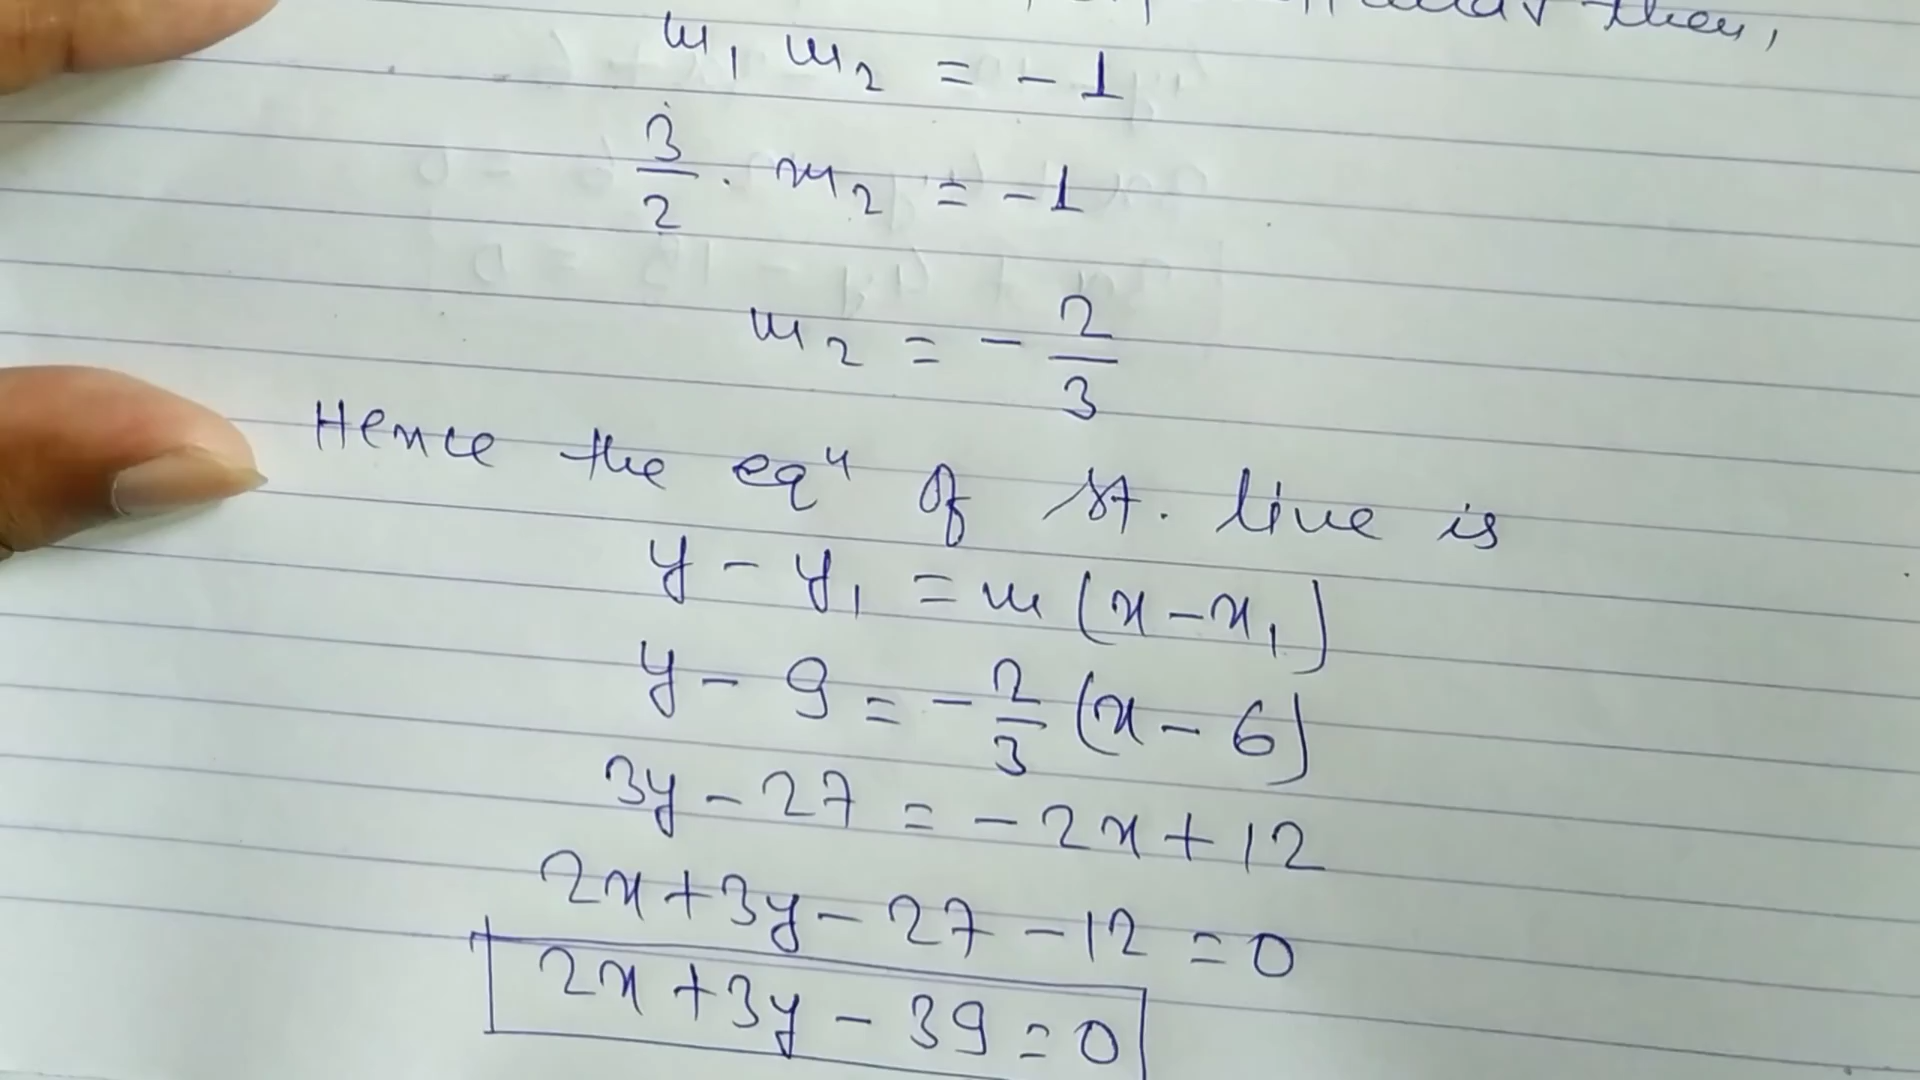 then,
m₁ m₂ = -1
3/2 . m₂ = -1
m₂ = - 2/3
Hence the eqⁿ of st. line is
y - y₁ = m (x - x₁)
y - 9 = - 2/3 (x - 6)
3y - 27 = - 2x + 12
2x + 3y - 27 - 12 = 0
2x + 3y - 39 = 0